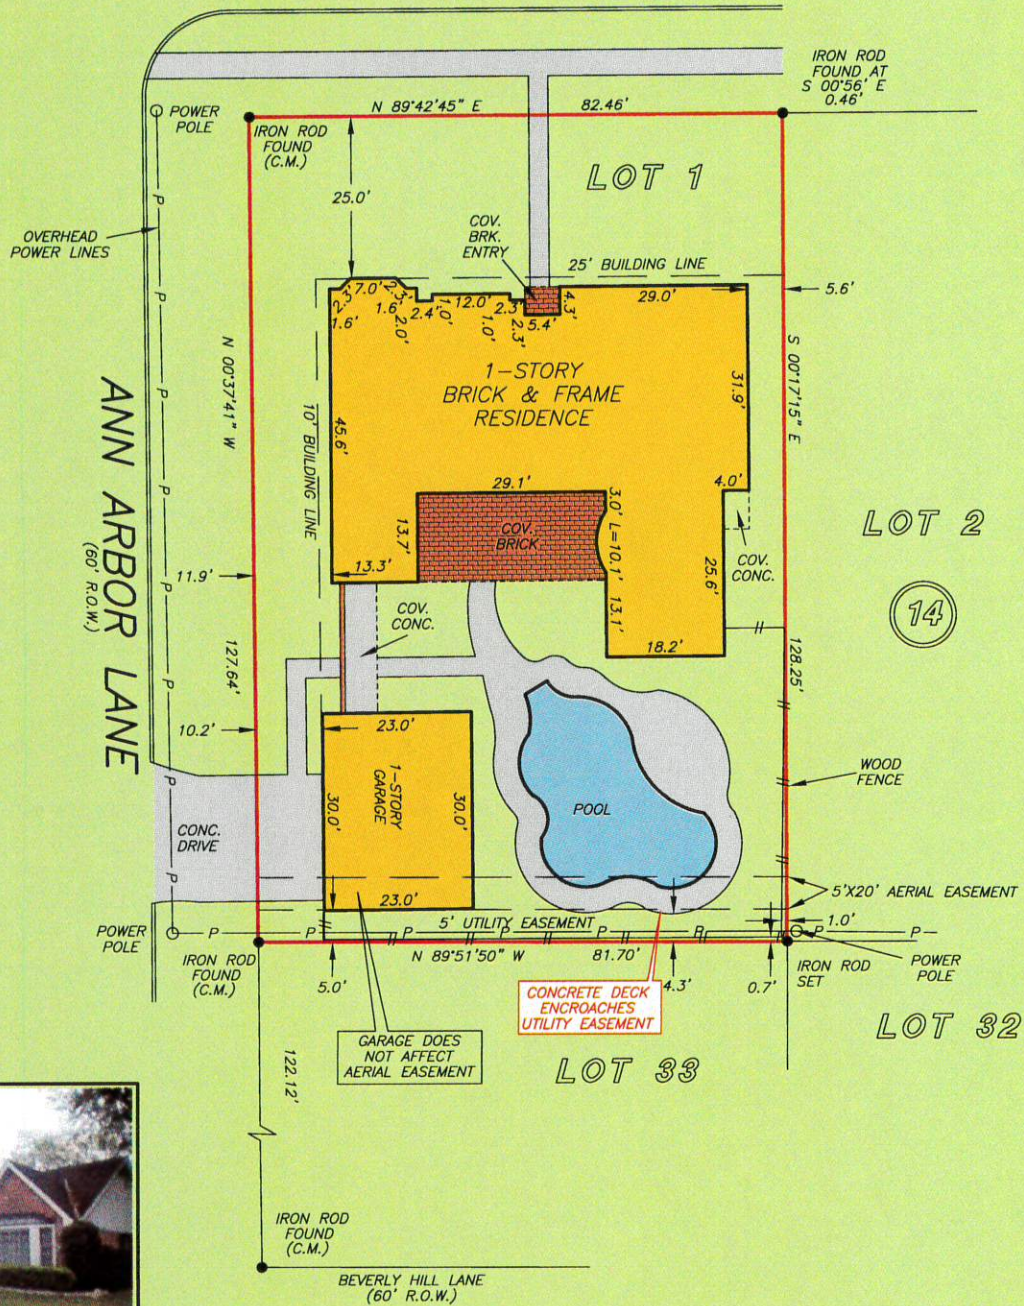 IRON ROD
FOUND AT
S 00°56' E
0.46'
N 89°42'45" E
82.46'
POWER
POLE
IRON ROD
FOUND
(C.M.)
LOT 1
P
25.0'
OVERHEAD
POWER LINES
COV.
BRK.
ENTRY
25' BUILDING LINE
7.0'
2.3'
2.3'
1.6'
1.6'
2.0'
2.4'
1.0'
12.0'
1.0'
2.3'
2.3'
5.4'
4.3'
29.0'
5.6'
P
N 00°37'41" W
S 00°17'15" E
1-STORY
BRICK & FRAME
RESIDENCE
31.9'
P
ANN ARBOR LANE
(60' R.O.W.)
10' BUILDING LINE
45.6'
29.1'
4.0'
P
COV.
BRICK
13.7'
3.0'
L=10.1'
13.1'
COV.
CONC.
25.6'
LOT 2
14
11.9'
13.3'
P
COV.
CONC.
18.2'
127.64'
128.25'
P
10.2'
23.0'
1-STORY
GARAGE
30.0'
30.0'
POOL
WOOD
FENCE
P
CONC.
DRIVE
P
23.0'
5'X20' AERIAL EASEMENT
5' UTILITY EASEMENT
1.0'
POWER
POLE
P
P
P
P
P
P
P
P
N 89°51'50" W
81.70'
IRON ROD
FOUND
(C.M.)
5.0'
4.3'
0.7'
IRON ROD
SET
POWER
POLE
CONCRETE DECK
ENCROACHES
UTILITY EASEMENT
GARAGE DOES
NOT AFFECT
AERIAL EASEMENT
LOT 33
LOT 32
122.12'
IRON ROD
FOUND
(C.M.)
BEVERLY HILL LANE
(60' R.O.W.)